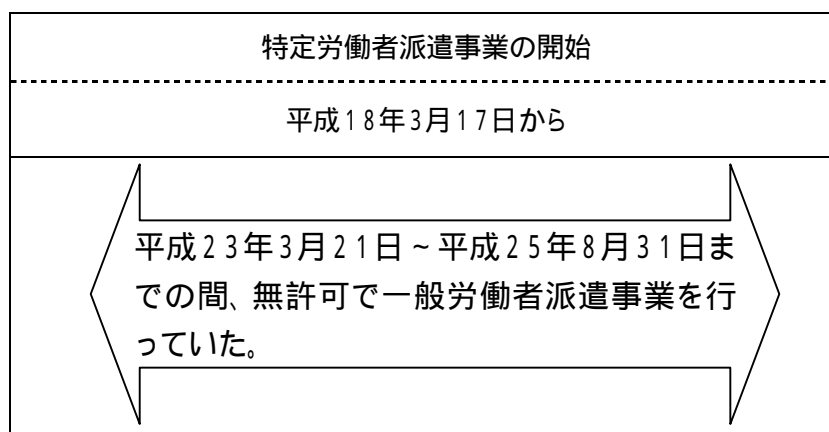 特定労働者派遣事業の開始
平成18年3月17日から
平成23年3月21日～平成25年8月31日ま
での間、無許可で一般労働者派遣事業を行
っていた。